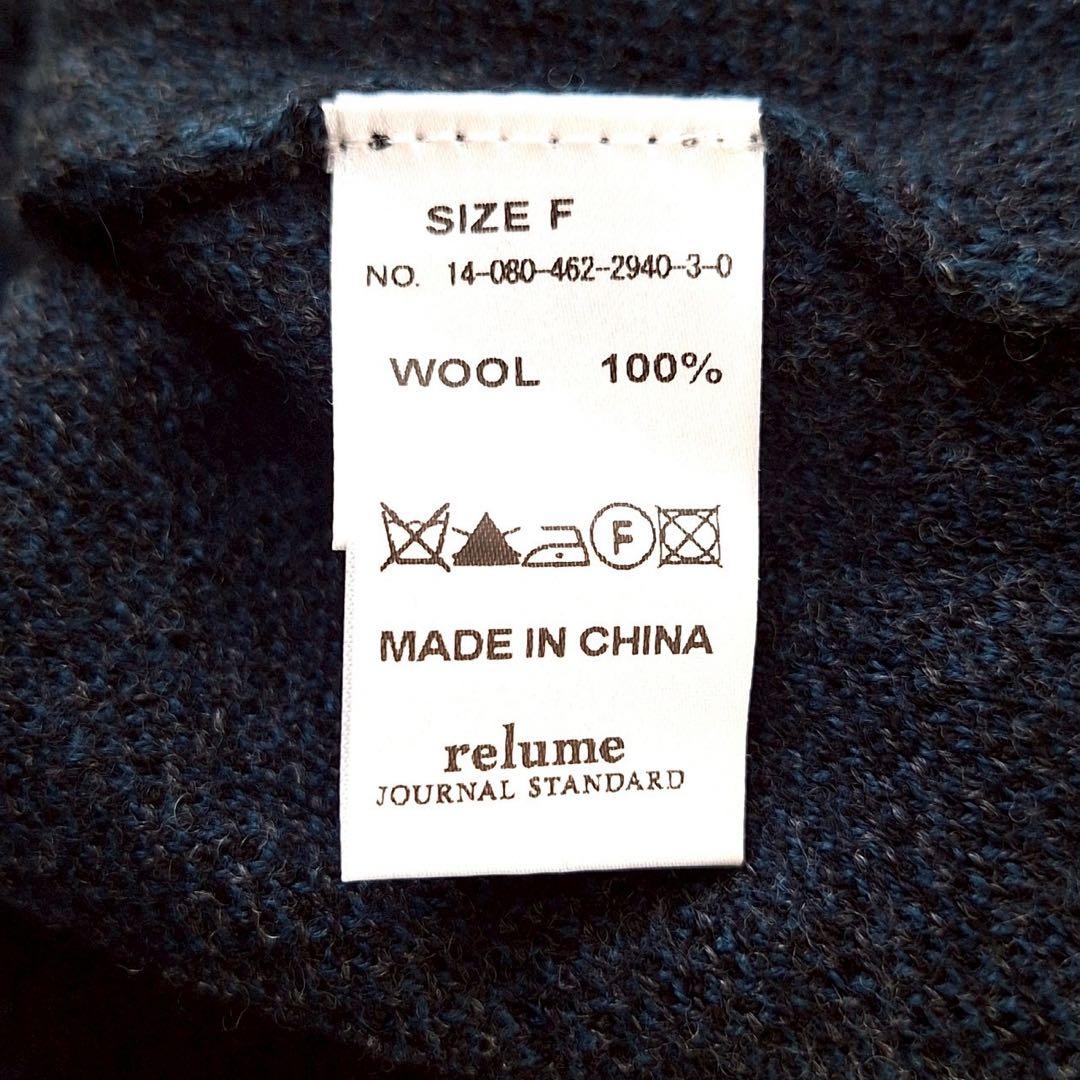 SIZE F
NO. 14-080-462-2940-3-0
WOOL 100%
F
MADE IN CHINA
relume
JOURNAL STANDARD